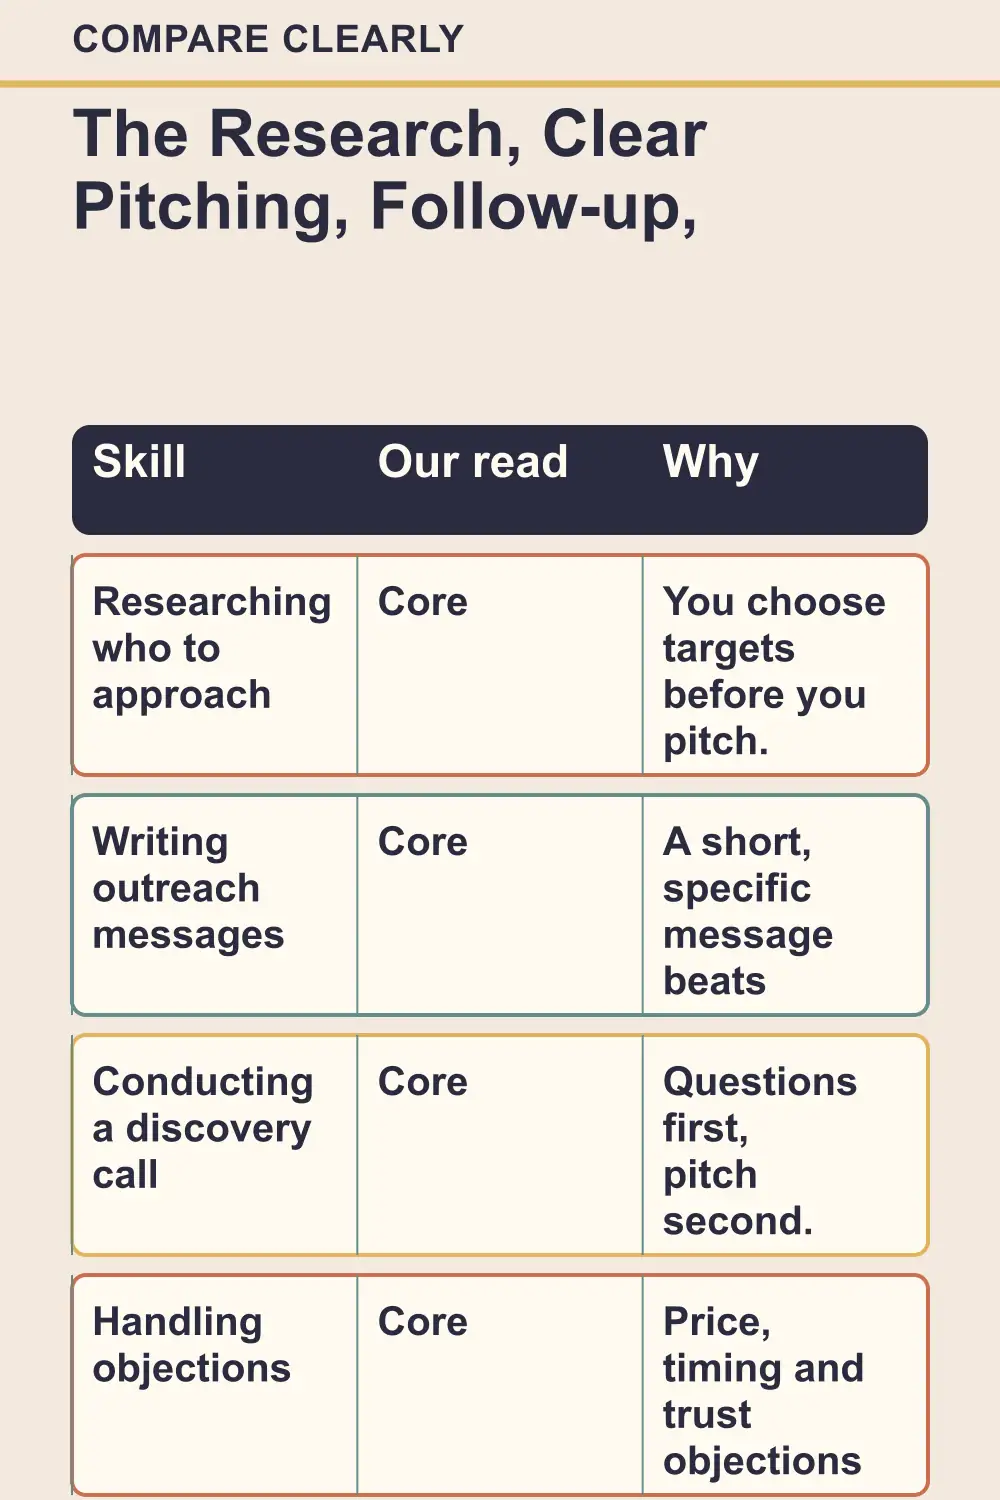 COMPARE CLEARLY
The Research, Clear
Pitching, Follow-up,
Skill
Our read
Why
Researching
who to
approach
Core
You choose
targets
before you
pitch.
Writing
outreach
messages
Core
A short,
specific
message
beats
Conducting
a discovery
call
Core
Questions
first,
pitch
second.
Handling
objections
Core
Price,
timing and
trust
objections